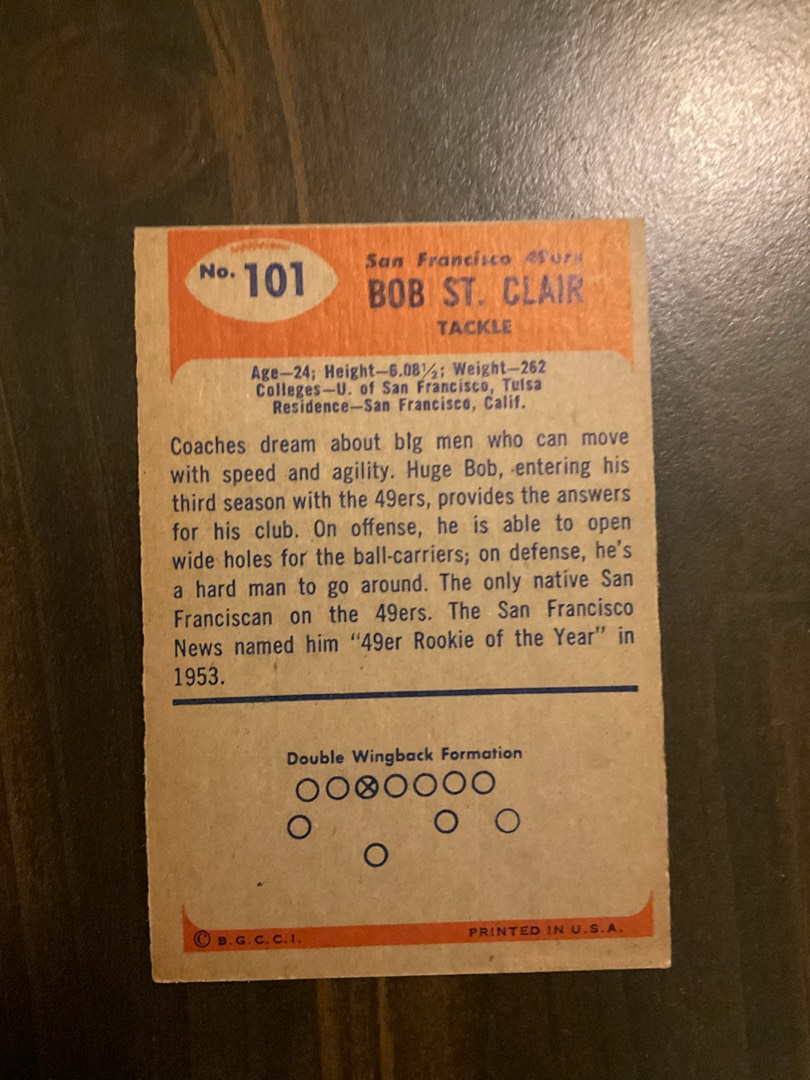 No. 101
San Francisco 49ers
BOB ST. CLAIR
TACKLE
Age—24; Height—6.08½; Weight—262
Colleges—U. of San Francisco, Tulsa
Residence—San Francisco, Calif.
Coaches dream about big men who can move
with speed and agility. Huge Bob, entering his
third season with the 49ers, provides the answers
for his club. On offense, he is able to open
wide holes for the ball-carriers; on defense, he's
a hard man to go around. The only native San
Franciscan on the 49ers. The San Francisco
News named him "49er Rookie of the Year" in
1953.
Double Wingback Formation
© B.G.C.C.I.
PRINTED IN U.S.A.